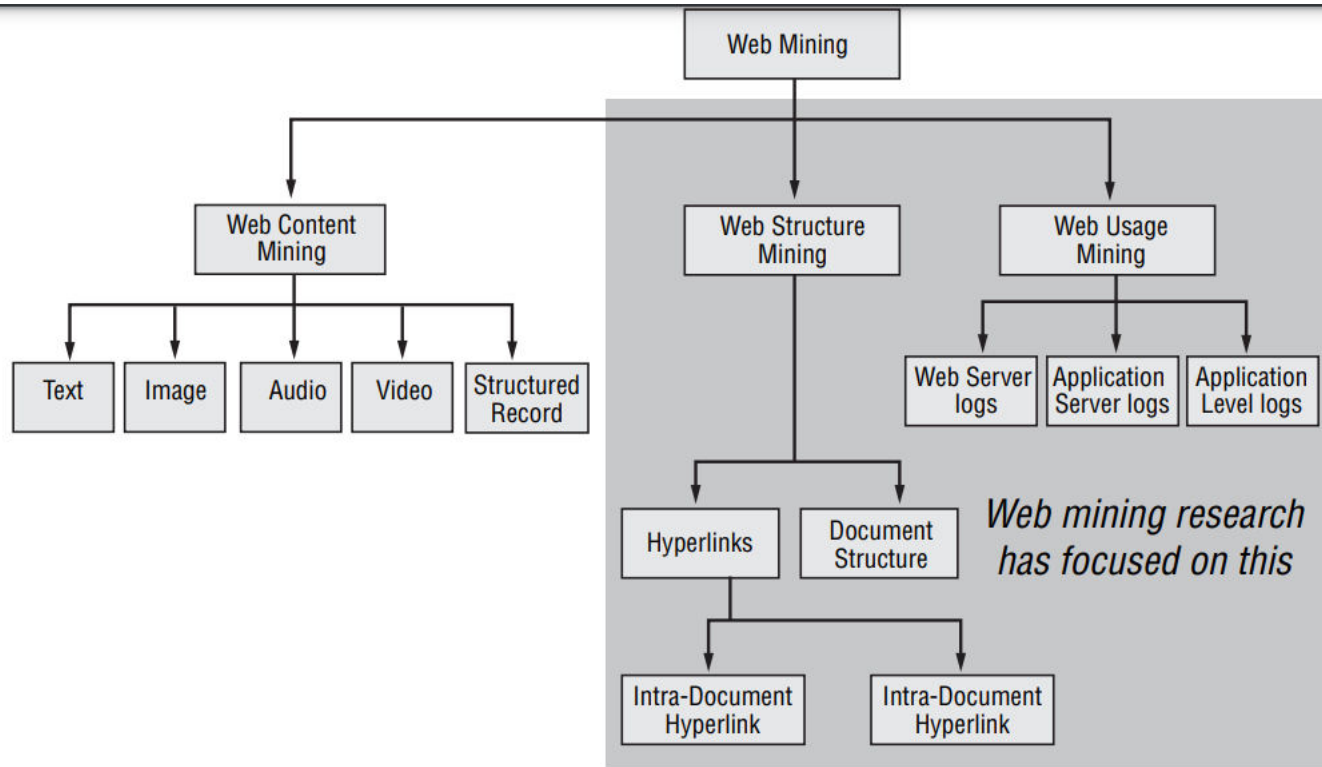 Web Mining
Web Content
Mining
Web Structure
Mining
Web Usage
Mining
Text
Image
Audio
Video
Structured
Record
Web Server
logs
Application
Server logs
Application
Level logs
Hyperlinks
Document
Structure
Web mining research
has focused on this
Intra-Document
Hyperlink
Intra-Document
Hyperlink